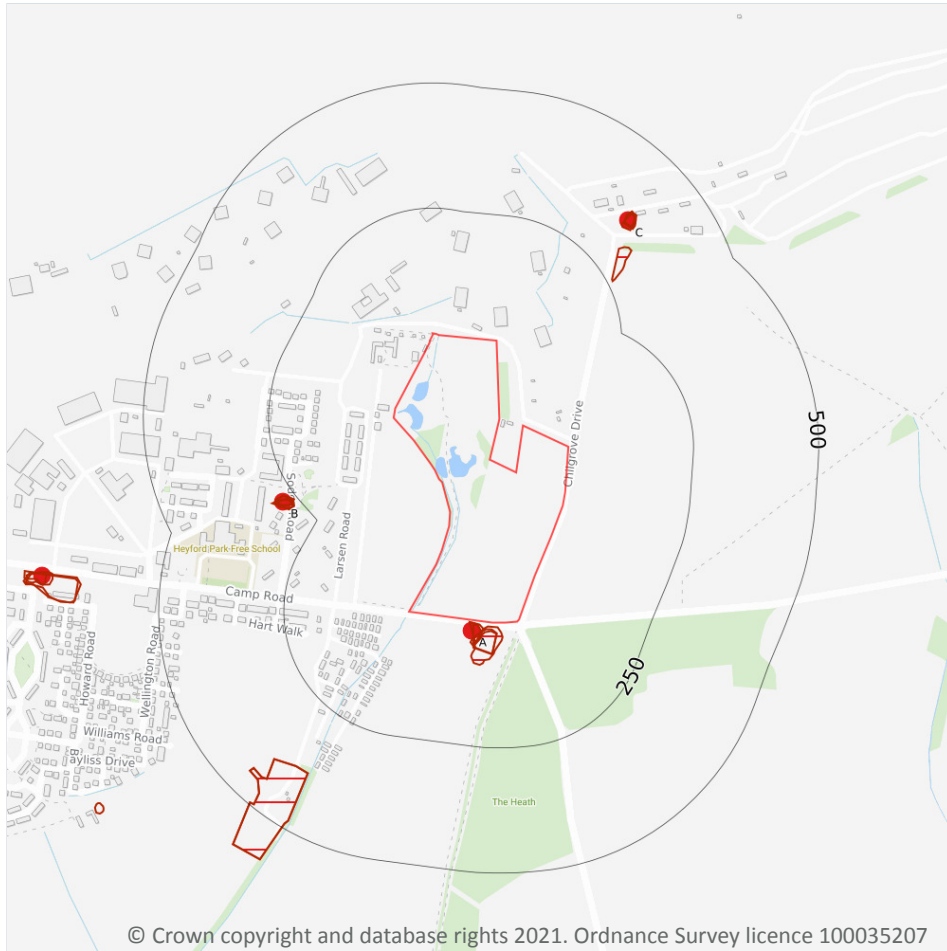 C
500
Chilgrove Drive
Larsen Road
B
Heyford Park Free School
Camp Road
Hart Walk
A
Howard Road
Wellington Road
250
Williams Road
ayliss Drive
B
The Heath
© Crown copyright and database rights 2021. Ordnance Survey licence 100035207